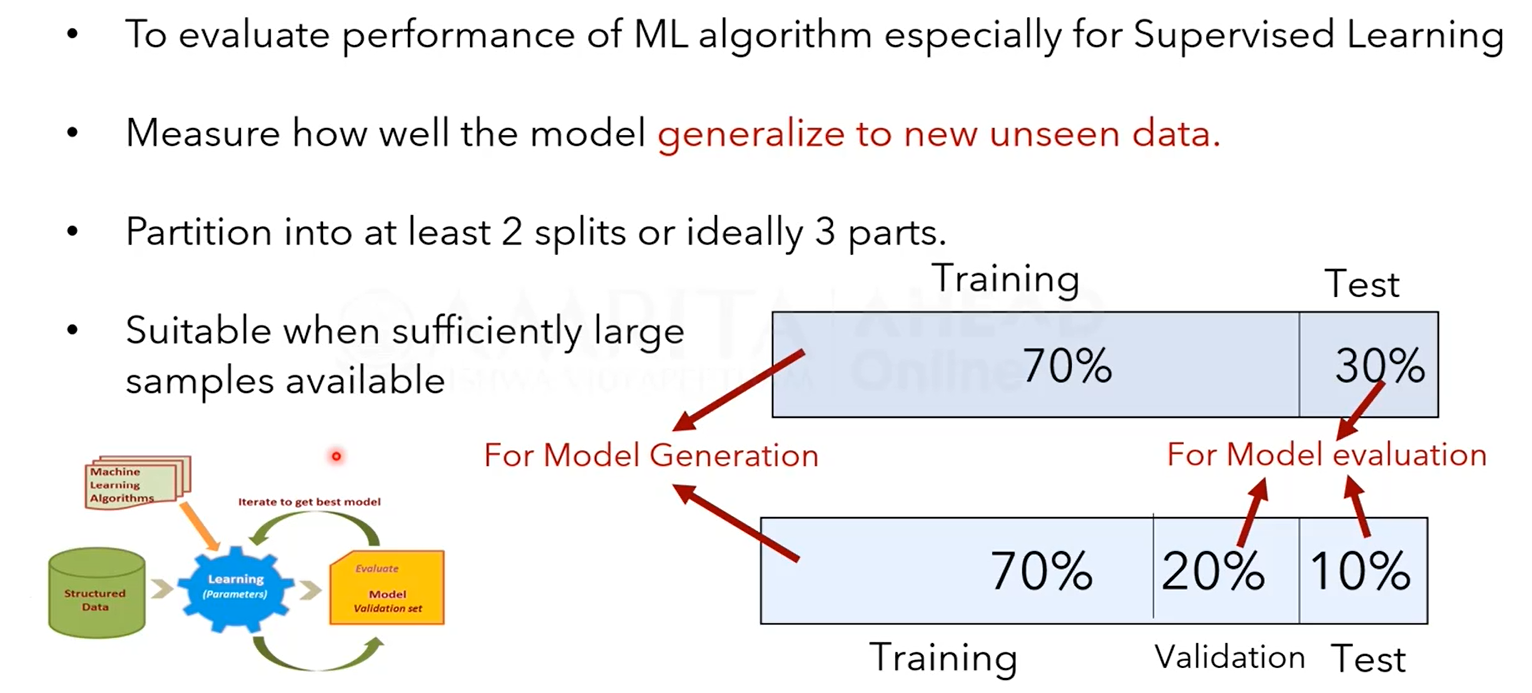 • To evaluate performance of ML algorithm especially for Supervised Learning
• Measure how well the model generalize to new unseen data.
• Partition into at least 2 splits or ideally 3 parts.
• Suitable when sufficiently large
samples available
Training Test
70% 30%
For Model Generation For Model evaluation
70% 20% 10%
Training Validation Test
Machine
Learning
Algorithms
Iterate to get best model
Structured
Data
Learning
(Parameters)
Evaluate
Model
Validation set
AMRITA
AHEAD
Online